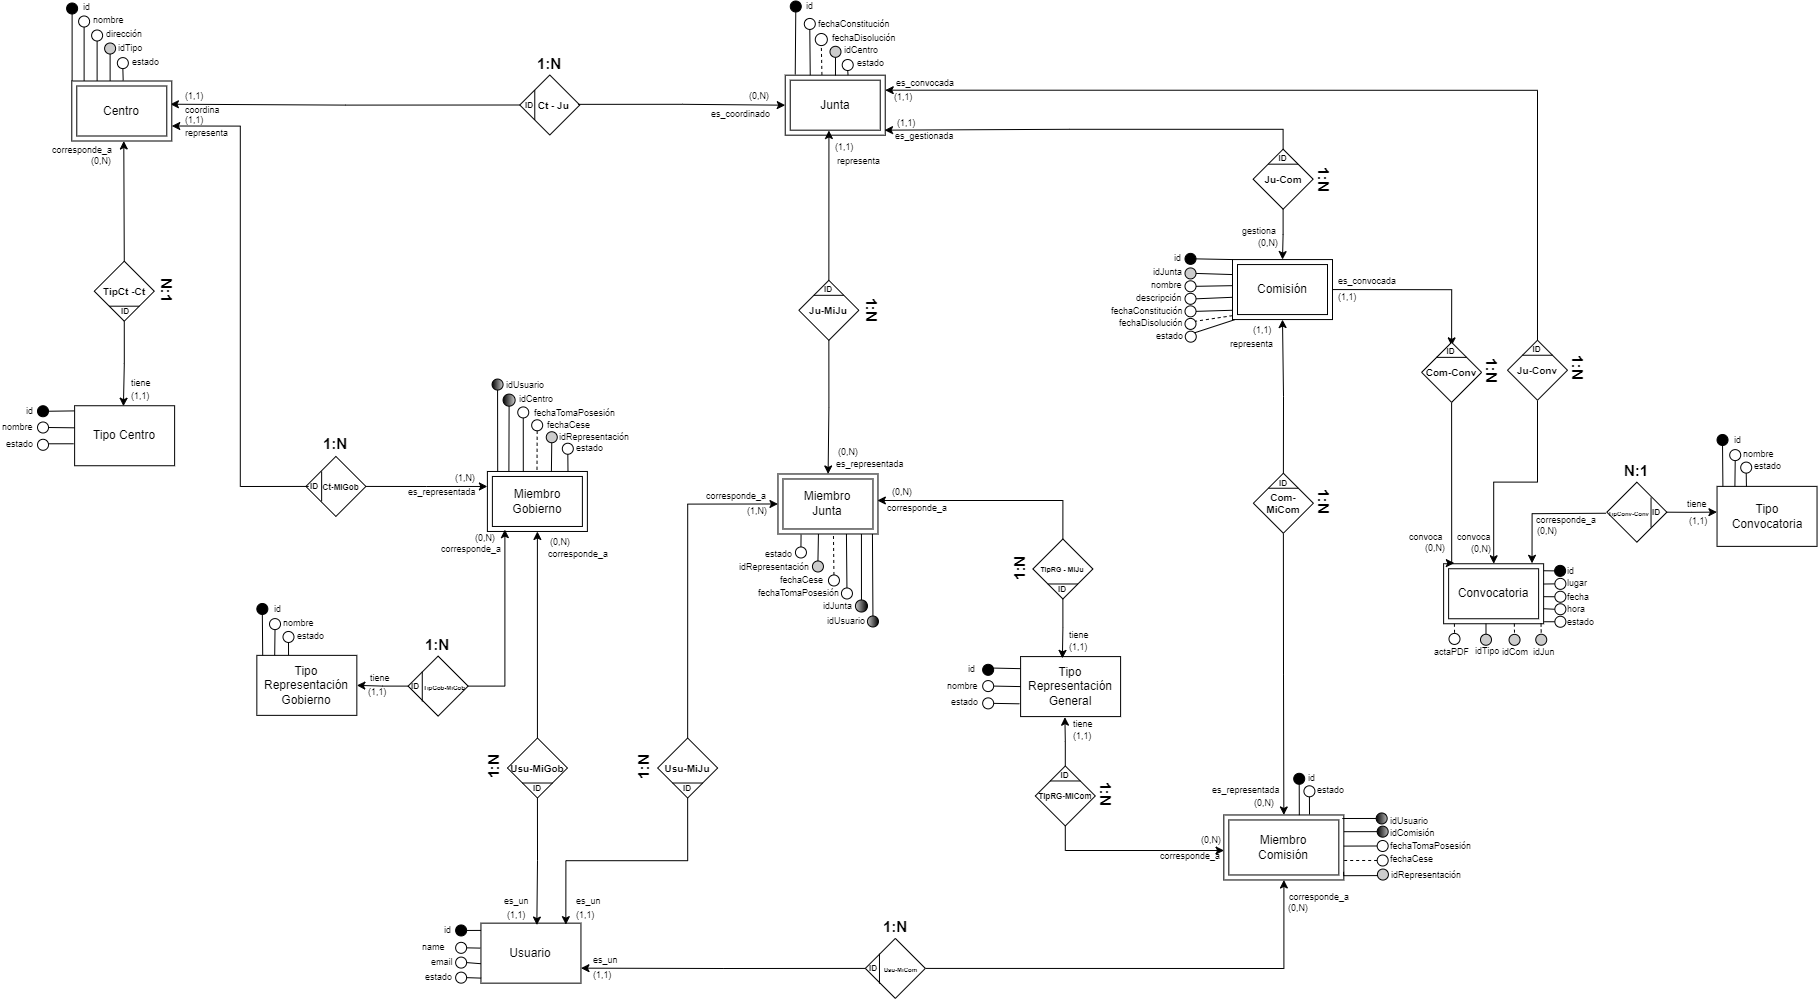 id
nombre
dirección
idTipo
estado
Centro
(1,1)
coordina
(1,1)
representa
corresponde_a
(0,N)
1:N
ID
Ct - Ju
(0,N)
es_coordinado
id
fechaConstitución
fechaDisolución
idCentro
estado
Junta
es_convocada
(1,1)
(1,1)
es_gestionada
(1,1)
representa
ID
Ju-Com
1:N
gestiona
(0,N)
id
idJunta
nombre
descripción
fechaConstitución
fechaDisolución
estado
Comisión
es_convocada
(1,1)
(1,1)
representa
TipCt -Ct
ID
N:1
tiene
(1,1)
id
nombre
estado
Tipo Centro
ID
Ju-MiJu
1:N
(0,N)
es_representada
ID
Com-Conv
1:N
ID
Ju-Conv
1:N
1:N
ID
Ct-MiGob
(1,N)
es_representada
idUsuario
idCentro
fechaTomaPosesión
fechaCese
idRepresentación
estado
Miembro
Gobierno
(0,N)
corresponde_a
(0,N)
corresponde_a
corresponde_a
(1,N)
Miembro
Junta
(0,N)
corresponde_a
estado
idRepresentación
fechaCese
fechaTomaPosesión
idJunta
idUsuario
ID
Com-
MiCom
1:N
N:1
TipConv-Conv
ID
tiene
(1,1)
corresponde_a
(0,N)
id
nombre
estado
Tipo
Convocatoria
convoca
(0,N)
convoca
(0,N)
Convocatoria
id
lugar
fecha
hora
estado
actaPDF
idTipo
idCom
idJun
TipRG - MiJu
ID
1:N
tiene
(1,1)
id
nombre
estado
Tipo
Representación
General
tiene
(1,1)
ID
TipRG-MiCom
1:N
(0,N)
corresponde_a
id
nombre
estado
Tipo
Representación
Gobierno
tiene
(1,1)
1:N
ID
TipGob-MiGob
1:N
Usu-MiGob
ID
1:N
Usu-MiJu
ID
es_representada
(0,N)
id
estado
Miembro
Comisión
idUsuario
idComisión
fechaTomaPosesión
fechaCese
idRepresentación
corresponde_a
(0,N)
es_un
(1,1)
es_un
(1,1)
id
name
email
estado
Usuario
es_un
(1,1)
1:N
ID
Usu-MiCom